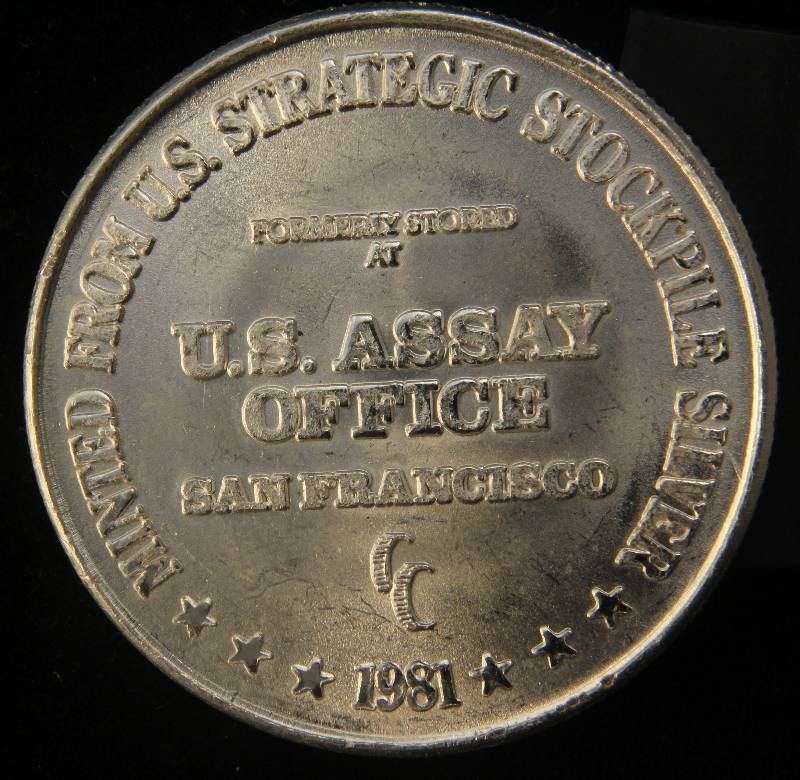 MINTED FROM U.S. STRATEGIC STOCKPILE SILVER
FORMERLY STORED
AT
U.S. ASSAY
OFFICE
SAN FRANCISCO
CC
1981